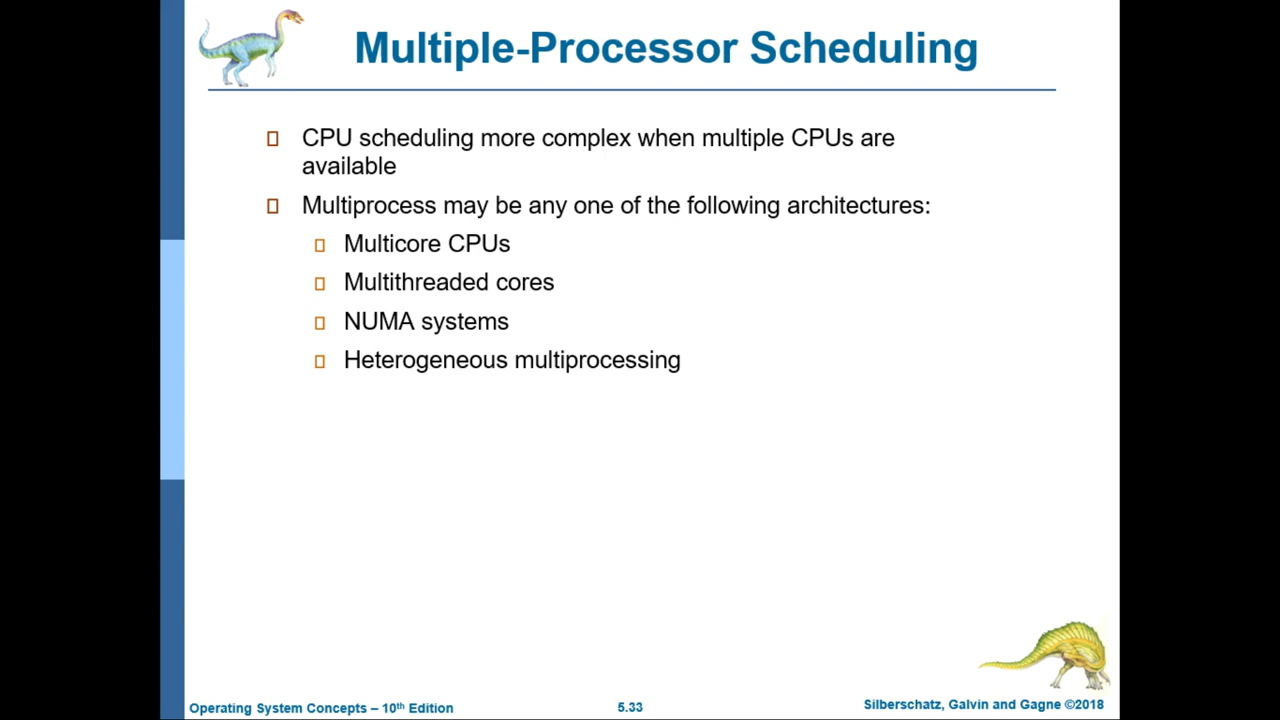 Multiple-Processor Scheduling
CPU scheduling more complex when multiple CPUs are
available
Multiprocess may be any one of the following architectures:
Multicore CPUs
Multithreaded cores
NUMA systems
Heterogeneous multiprocessing
Operating System Concepts – 10th Edition
5.33
Silberschatz, Galvin and Gagne ©2018